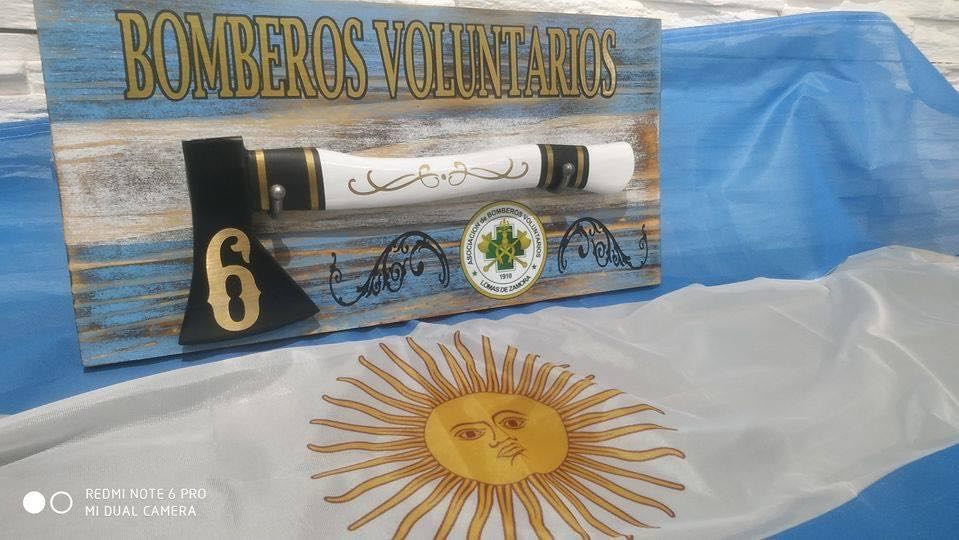 BOMBEROS VOLUNTARIOS
6
ASOCIACION de BOMBEROS VOLUNTARIOS
1910
LOMAS DE ZAMORA
REDMI NOTE 6 PRO
MI DUAL CAMERA